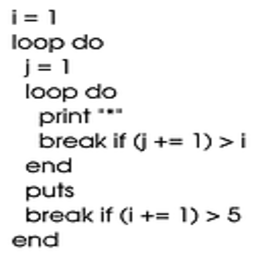 i = 1
loop do
  j = 1
  loop do
    print "*"
    break if (j += 1) > i
  end
  puts
  break if (i += 1) > 5
end